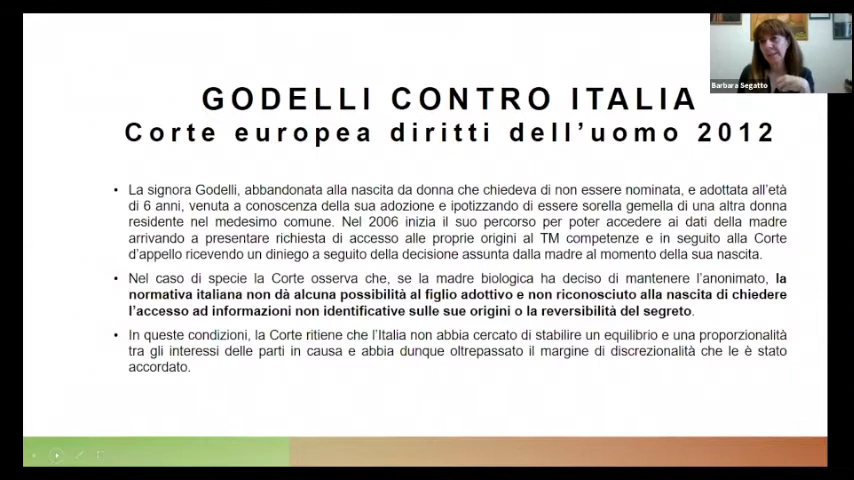 Barbara Segatto
GODELLI CONTRO ITALIA
Corte europea diritti dell'uomo 2012
• La signora Godelli, abbandonata alla nascita da donna che chiedeva di non essere nominata, e adottata all'età
di 6 anni, venuta a conoscenza della sua adozione e ipotizzando di essere sorella gemella di una altra donna
residente nel medesimo comune. Nel 2006 inizia il suo percorso per poter accedere ai dati della madre
arrivando a presentare richiesta di accesso alle proprie origini al TM competenze e in seguito alla Corte
d'appello ricevendo un diniego a seguito della decisione assunta dalla madre al momento della sua nascita.
• Nel caso di specie la Corte osserva che, se la madre biologica ha deciso di mantenere l'anonimato, la
normativa italiana non dà alcuna possibilità al figlio adottivo e non riconosciuto alla nascita di chiedere
l'accesso ad informazioni non identificative sulle sue origini o la reversibilità del segreto.
• In queste condizioni, la Corte ritiene che l'Italia non abbia cercato di stabilire un equilibrio e una proporzionalità
tra gli interessi delle parti in causa e abbia dunque oltrepassato il margine di discrezionalità che le è stato
accordato.